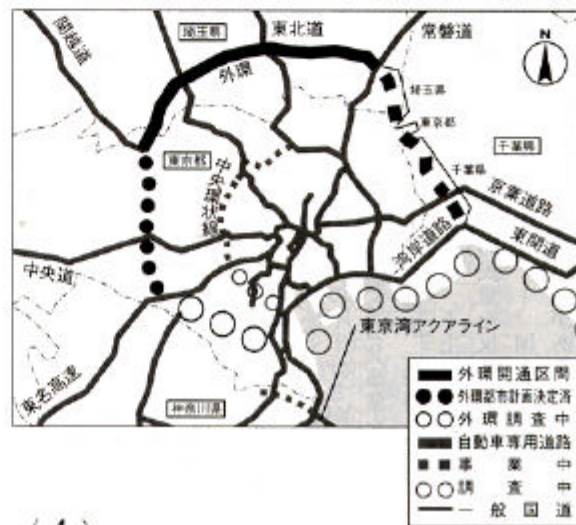 関越道
埼玉県
東北道
常磐道
N
外環
埼玉県
東京都
千葉県
千葉県
東京都
中央環状線
京葉道路
東関道
湾岸道路
中央道
東京湾アクアライン
東名高速
神奈川県
外環開通区間
外環都市計画決定済
外環調査中
自動車専用道路
事業中
調査中
一般国道